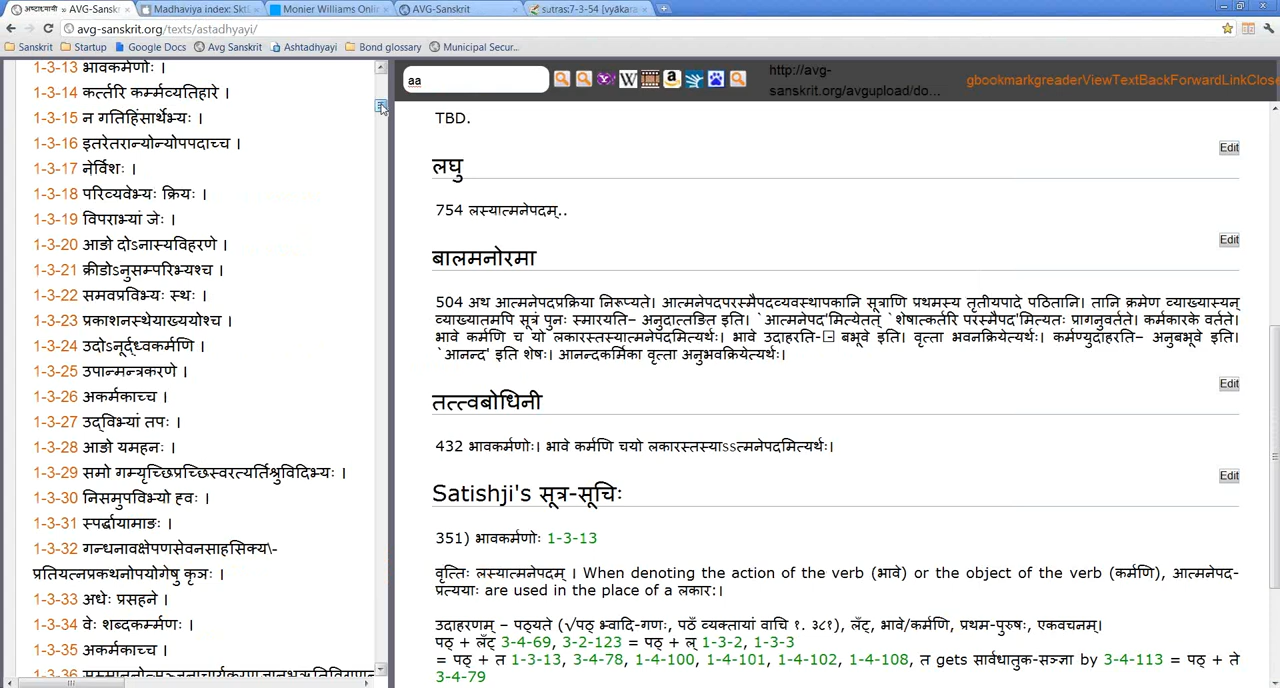 अष्टाध्यायी » AVG-Sansk
Madhaviya index: Skt
Monier Williams Onlin
AVG-Sanskrit
sutras:7-3-54 [vyākara
avg-sanskrit.org/texts/astadhyayi/
Sanskrit Startup Google Docs Avg Sanskrit Ashtadhyayi Bond glossary Municipal Secur...
1-3-13 भावकर्मणोः ।
1-3-14 कर्त्तरि कर्म्मव्यतिहारे ।
1-3-15 न गतिहिंसार्थेभ्यः ।
1-3-16 इतरेतरान्योन्योपपदाच्च ।
1-3-17 नेर्विशः ।
1-3-18 परिव्यवेभ्यः क्रियः ।
1-3-19 विपराभ्यां जेः ।
1-3-20 आङो दोऽनास्यविहरणे ।
1-3-21 क्रीडोऽनुसम्परिभ्यश्च ।
1-3-22 समवप्रविभ्यः स्थः ।
1-3-23 प्रकाशनस्थेयाख्ययोश्च ।
1-3-24 उदोऽनूर्द्ध्वकर्मणि ।
1-3-25 उपान्मन्त्रकरणे ।
1-3-26 अकर्मकाच्च ।
1-3-27 उद्विभ्यां तपः ।
1-3-28 आङो यमहनः ।
1-3-29 समो गम्यृच्छिप्रच्छिस्वरत्यर्तिश्रुविदिभ्यः ।
1-3-30 निसमुपविभ्यो ह्वः ।
1-3-31 स्पर्द्धायामाङः ।
1-3-32 गन्धनावक्षेपणसेवनसाहसिक्य\-
प्रतियत्नप्रकथनोपयोगेषु कृञः ।
1-3-33 अधेः प्रसहने ।
1-3-34 वेः शब्दकर्म्मणः ।
1-3-35 अकर्मकाच्च ।
1-3-36
aa
http://avg-
sanskrit.org/avgupload/do...
gbookmarkgreaderViewTextBackForwardLinkClose
TBD.
Edit
लघु
754 लस्यात्मनेपदम्..
Edit
बालमनोरमा
504 अथ आत्मनेपदप्रक्रिया निरूप्यते। आत्मनेपदपरस्मैपदव्यवस्थापकानि सूत्राणि प्रथमस्य तृतीयपादे पठितानि। तानि क्रमेण व्याख्यास्यन्
व्याख्यातमपि सूत्रं पुनः स्मारयति– अनुदात्तङित इति। `आत्मनेपद'मित्येतत् `शेषात्कर्तरि परस्मैपद'मित्यतः प्रागनुवर्तते। कर्मकारके वर्तते।
भावे कर्मणि च यो लकारस्तस्यात्मनेपदमित्यर्थः। भावे उदाहरति- बभूवे इति। वृत्ता भवनक्रियेत्यर्थः। कर्मण्युदाहरति– अनुबभूवे इति।
`आनन्द' इति शेषः। आनन्दकर्मिका वृत्ता अनुभवक्रियेत्यर्थः।
Edit
तत्त्वबोधिनी
432 भावकर्मणोः। भावे कर्मणि चयो लकारस्तस्याऽऽत्मनेपदमित्यर्थः।
Edit
Satishji's सूत्र-सूचिः
351) भावकर्मणोः 1-3-13
वृत्तिः लस्यात्मनेपदम् । When denoting the action of the verb (भावे) or the object of the verb (कर्मणि), आत्मनेपद-
प्रत्ययाः are used in the place of a लकार:।
उदाहरणम् – पठ्यते (√पठ् भ्वादि-गणः, पठँ व्यक्तायां वाचि १. ३८१), लँट्, भावे/कर्मणि, प्रथम-पुरुषः, एकवचनम्।
पठ् + लँट् 3-4-69, 3-2-123 = पठ् + ल् 1-3-2, 1-3-3
= पठ् + त 1-3-13, 3-4-78, 1-4-100, 1-4-101, 1-4-102, 1-4-108, त gets सार्वधातुक-सञ्ज्ञा by 3-4-113 = पठ् + ते
3-4-79